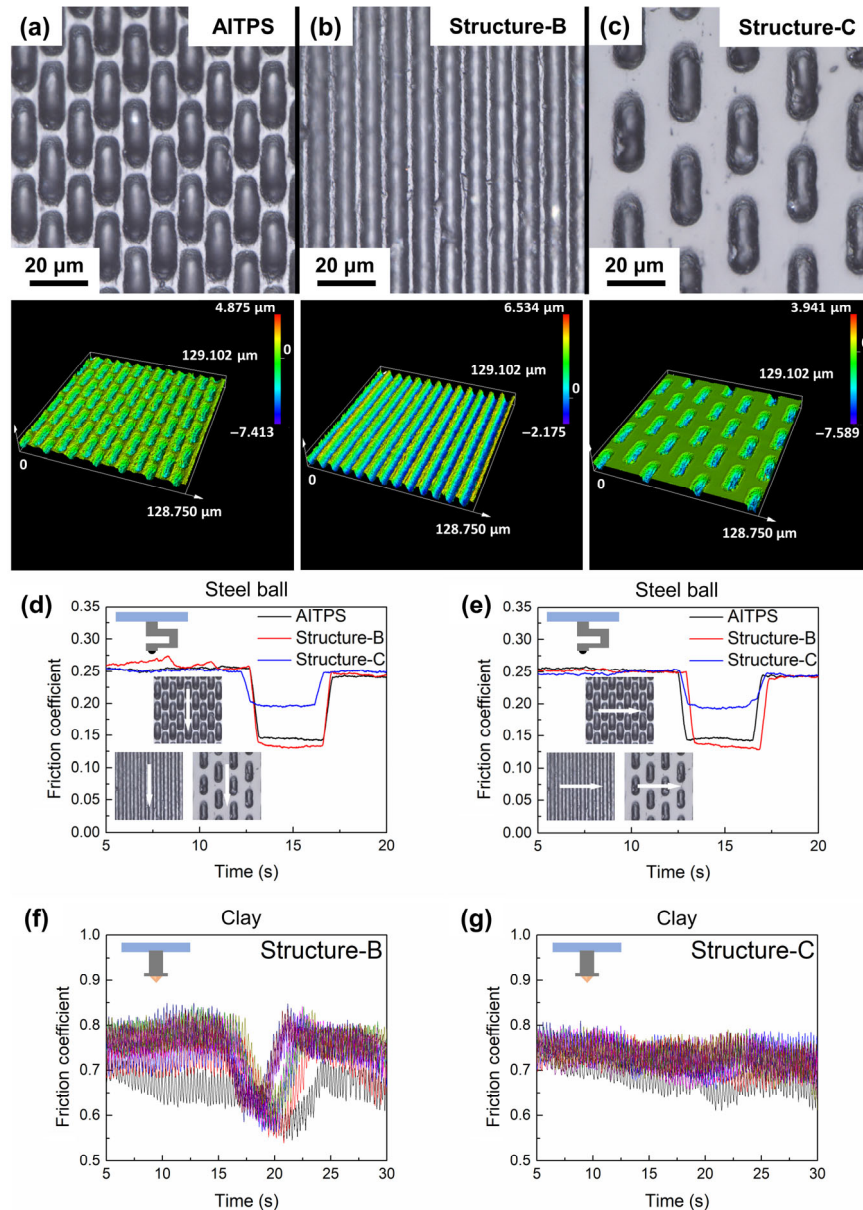 (a) AITPS
(b) Structure-B
(c) Structure-C
20 μm
20 μm
20 μm
4.875 μm
129.102 μm
0
−7.413
0
128.750 μm
6.534 μm
129.102 μm
0
−2.175
0
128.750 μm
3.941 μm
129.102 μm
0
−7.589
0
128.750 μm
(d) Steel ball
0.35
0.30
0.25
0.20
0.15
0.10
0.05
0.00
Friction coefficient
AITPS
Structure-B
Structure-C
5 10 15 20
Time (s)
(e) Steel ball
0.35
0.30
0.25
0.20
0.15
0.10
0.05
0.00
Friction coefficient
AITPS
Structure-B
Structure-C
5 10 15 20
Time (s)
(f) Clay
Structure-B
1.0
0.9
0.8
0.7
0.6
0.5
Friction coefficient
5 10 15 20 25 30
Time (s)
(g) Clay
Structure-C
1.0
0.9
0.8
0.7
0.6
0.5
Friction coefficient
5 10 15 20 25 30
Time (s)